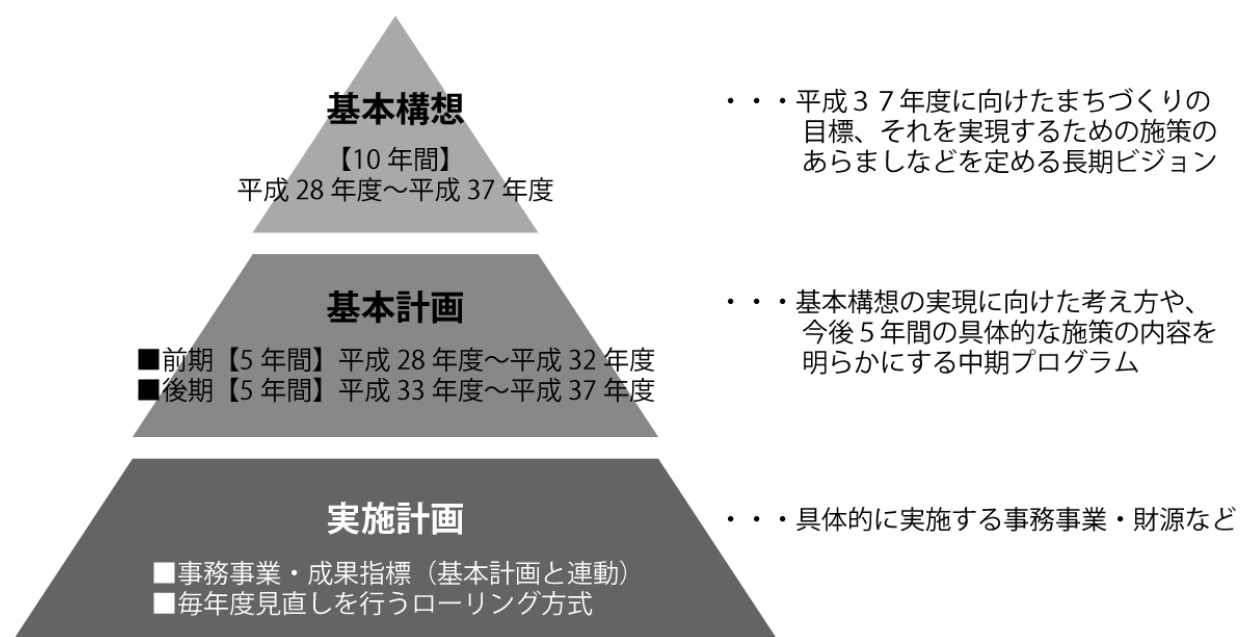 基本構想
【10 年間】
平成 28 年度～平成 37 年度
・・・平成３７年度に向けたまちづくりの
目標、それを実現するための施策の
あらましなどを定める長期ビジョン
基本計画
■前期【5 年間】平成 28 年度～平成 32 年度
■後期【5 年間】平成 33 年度～平成 37 年度
・・・基本構想の実現に向けた考え方や、
今後５年間の具体的な施策の内容を
明らかにする中期プログラム
実施計画
■事務事業・成果指標（基本計画と連動）
■毎年度見直しを行うローリング方式
・・・具体的に実施する事務事業・財源など